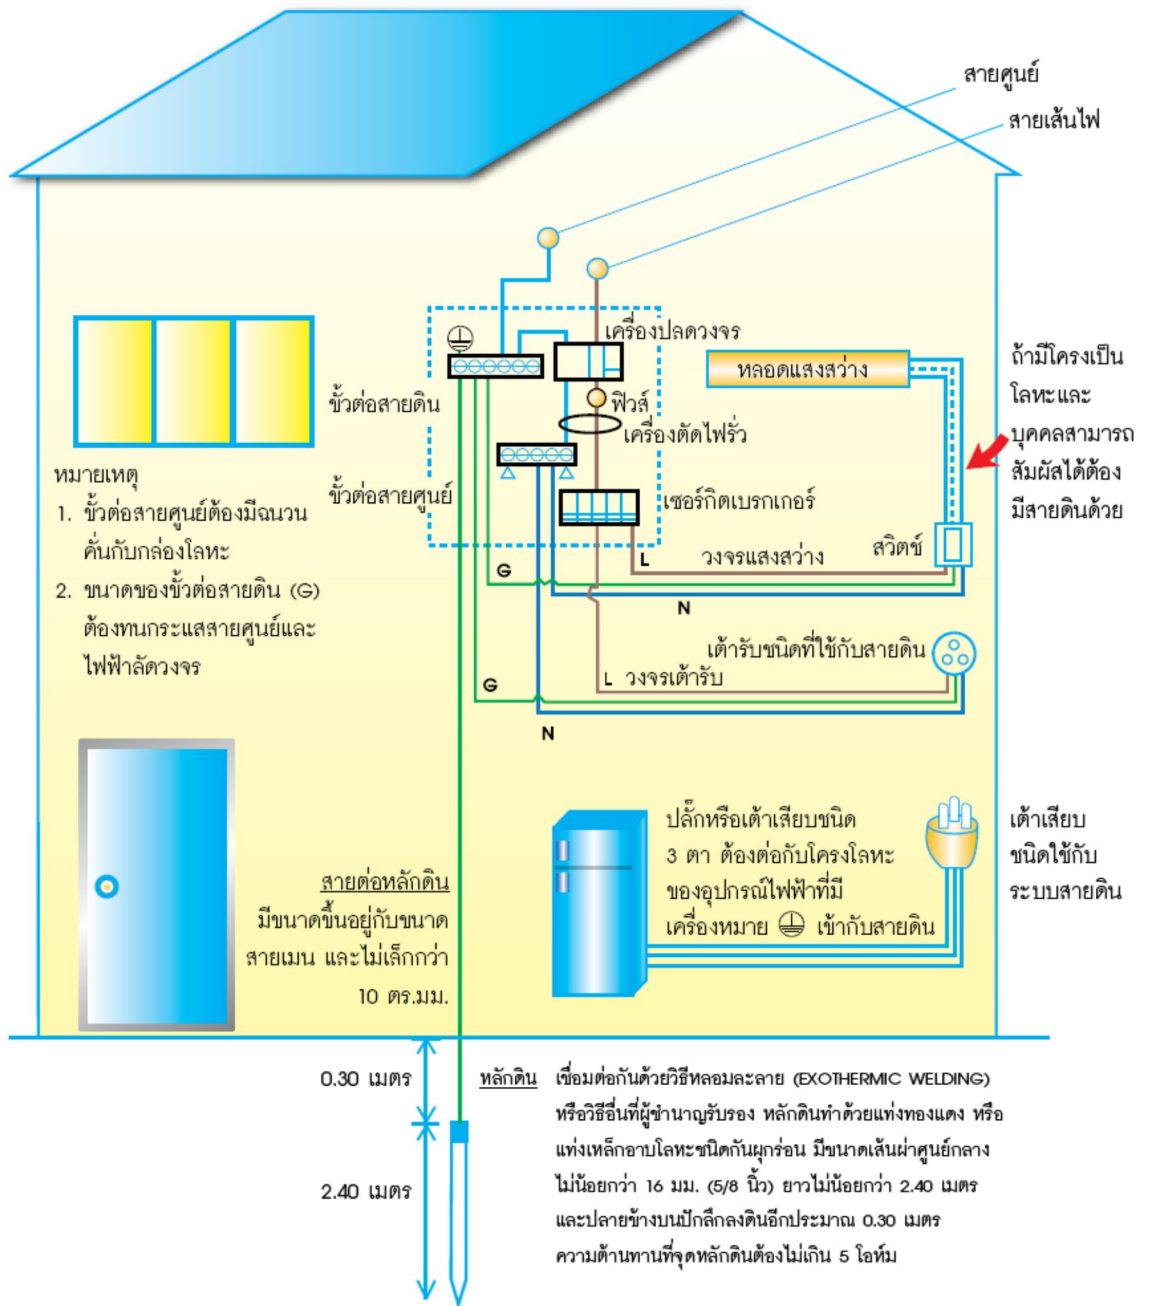 สายศูนย์
สายเส้นไฟ
เครื่องปลดวงจร
หลอดแสงสว่าง
ถ้ามีโครงเป็น
โลหะและ
บุคคลสามารถ
สัมผัสได้ต้อง
มีสายดินด้วย
ขั้วต่อสายดิน
ฟิวส์
เครื่องตัดไฟรั่ว
ขั้วต่อสายศูนย์
เซอร์กิตเบรกเกอร์
หมายเหตุ
1. ขั้วต่อสายศูนย์ต้องมีฉนวน
คั่นกับกล่องโลหะ
2. ขนาดของขั้วต่อสายดิน (G)
ต้องทนกระแสสายศูนย์และ
ไฟฟ้าลัดวงจร
L วงจรแสงสว่าง
สวิตช์
G
N
เต้ารับชนิดที่ใช้กับสายดิน
L วงจรเต้ารับ
G
N
สายต่อหลักดิน
มีขนาดขึ้นอยู่กับขนาด
สายเมน และไม่เล็กกว่า
10 ตร.มม.
ปลั๊กหรือเต้าเสียบชนิด
3 ตา ต้องต่อกับโครงโลหะ
ของอุปกรณ์ไฟฟ้าที่มี
เครื่องหมาย เข้ากับสายดิน
เต้าเสียบ
ชนิดใช้กับ
ระบบสายดิน
0.30 เมตร
2.40 เมตร
หลักดิน เชื่อมต่อกันด้วยวิธีหลอมละลาย (EXOTHERMIC WELDING)
หรือวิธีอื่นที่ผู้ชำนาญรับรอง หลักดินทำด้วยแท่งทองแดง หรือ
แท่งเหล็กอาบโลหะชนิดกันผุกร่อน มีขนาดเส้นผ่าศูนย์กลาง
ไม่น้อยกว่า 16 มม. (5/8 นิ้ว) ยาวไม่น้อยกว่า 2.40 เมตร
และปลายข้างบนปักลึกลงดินอีกประมาณ 0.30 เมตร
ความต้านทานที่จุดหลักดินต้องไม่เกิน 5 โอห์ม